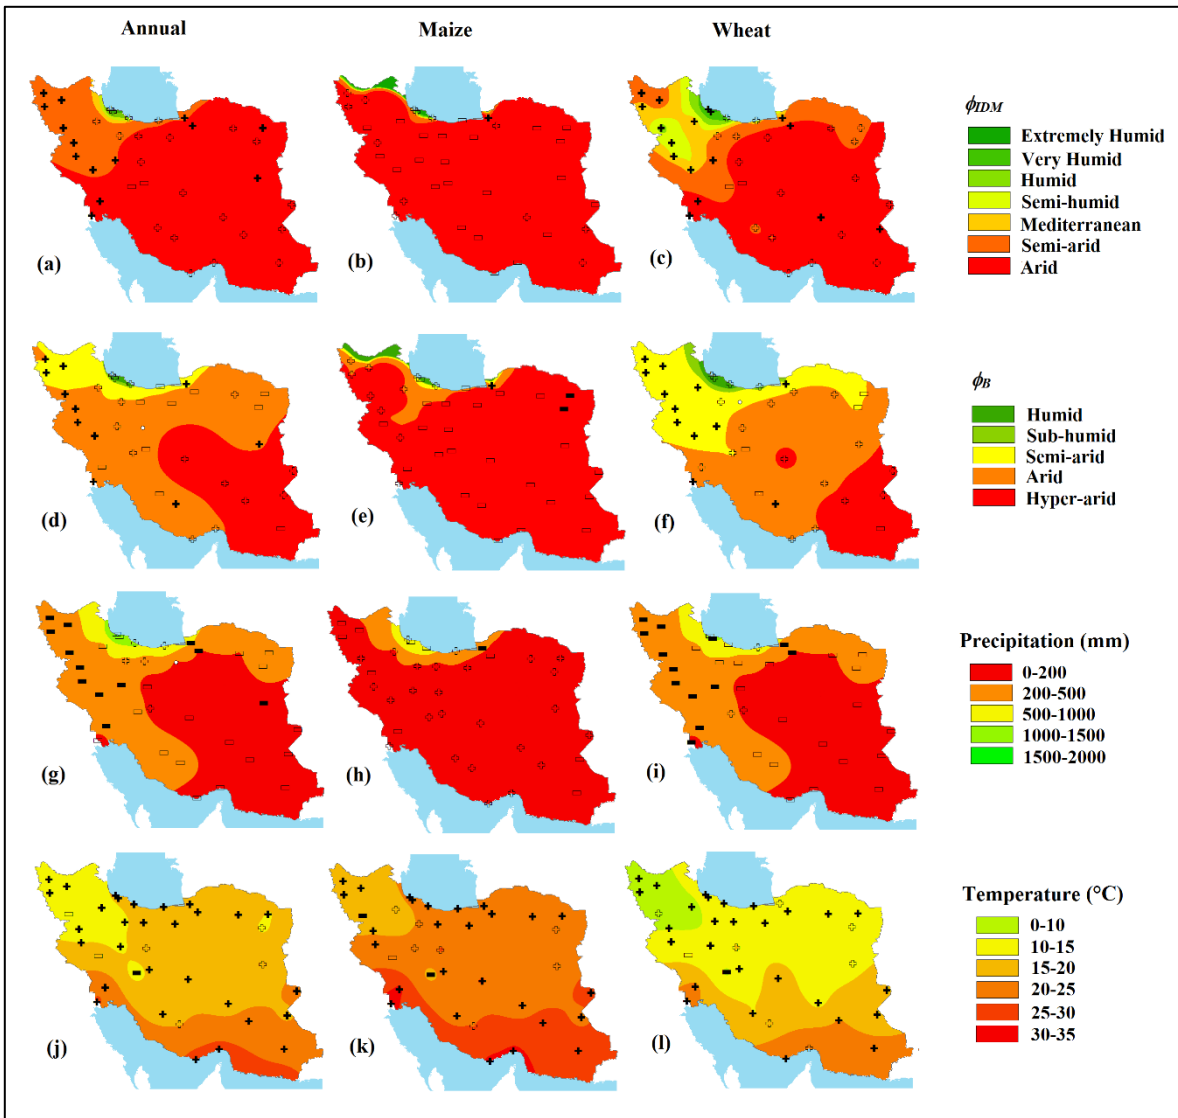 Annual
Maize
Wheat
(a)
(b)
(c)
ϕIDM
Extremely Humid
Very Humid
Humid
Semi-humid
Mediterranean
Semi-arid
Arid
(d)
(e)
(f)
ϕB
Humid
Sub-humid
Semi-arid
Arid
Hyper-arid
(g)
(h)
(i)
Precipitation (mm)
0-200
200-500
500-1000
1000-1500
1500-2000
(j)
(k)
(l)
Temperature (°C)
0-10
10-15
15-20
20-25
25-30
30-35